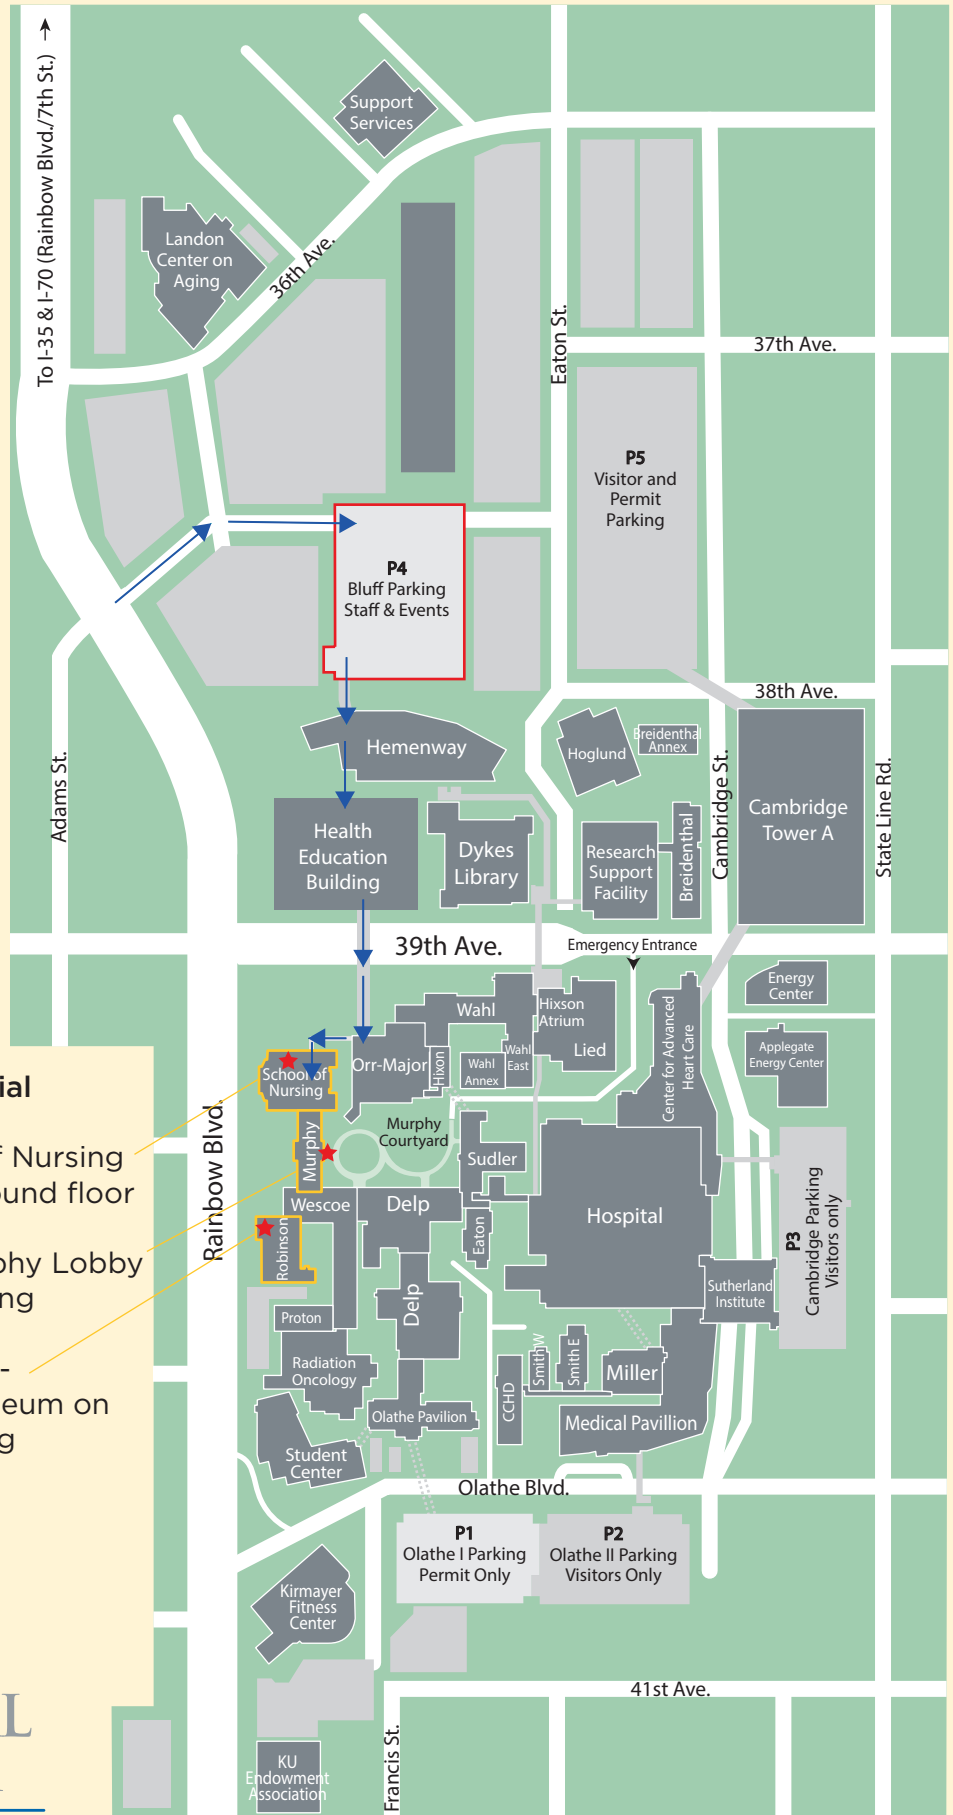 To I-35 & I-70 (Rainbow Blvd./7th St.)
Support
Services
Landon
Center on
Aging
36th Ave.
Eaton St.
37th Ave.
P5
Visitor and
Permit
Parking
P4
Bluff Parking
Staff & Events
38th Ave.
Hemenway
Hoglund
Breidenthal
Annex
Adams St.
Cambridge St.
State Line Rd.
Cambridge
Tower A
Health
Education
Building
Dykes
Library
Research
Support
Facility
Breidenthal
39th Ave.
Emergency Entrance
Energy
Center
Wahl
Hixson
Atrium
Lied
Center for Advanced
Heart Care
Applegate
Energy Center
Orr-Major
Hixon
Wahl
Annex
Wahl
East
School of
Nursing
Murphy
Murphy
Courtyard
Sudler
Rainbow Blvd.
Wescoe
Delp
Eaton
Hospital
P3
Cambridge Parking
Visitors only
Robinson
Sutherland
Institute
Proton
Delp
Radiation
Oncology
Smith W
Smith E
Miller
CCHD
Olathe Pavilion
Medical Pavillion
Student
Center
Olathe Blvd.
P1
Olathe I Parking
Permit Only
P2
Olathe II Parking
Visitors Only
Kirmayer
Fitness
Center
41st Ave.
KU
Endowment
Association
Francis St.
ial
f Nursing
ound floor
phy Lobby
ng
-
eum on
g
L